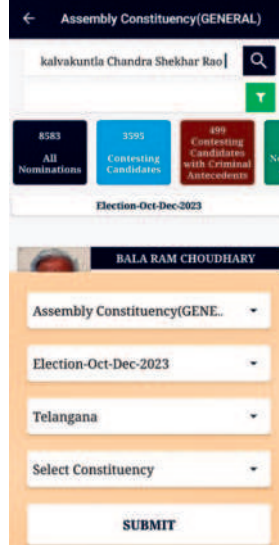 Assembly Constituency(GENERAL)
kalvakuntla Chandra Shekhar Rao
8583
All
Nominations
3595
Contesting
Candidates
499
Contesting
Candidates
with Criminal
Antecedents
Election-Oct-Dec-2023
BALA RAM CHOUDHARY
Assembly Constituency(GENE..
Election-Oct-Dec-2023
Telangana
Select Constituency
SUBMIT